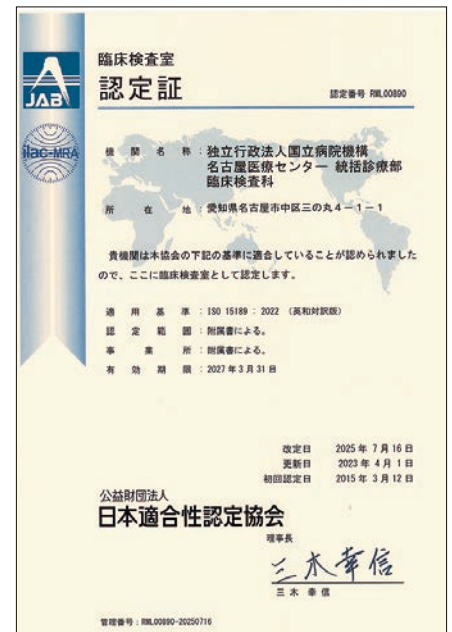 JAB
ilac-MRA
臨床検査室
認定証
認定番号 RML00890
機関名称：独立行政法人国立病院機構
名古屋医療センター 統括診療部
臨床検査科
所在地：愛知県名古屋市中区三の丸４－１－１
貴機関は本協会の下記の基準に適合していることが認められました
ので、ここに臨床検査室として認定します。
適用基準：ISO 15189：2022 （英和対訳版）
認定範囲：附属書による。
事業所：附属書による。
有効期限：2027年3月31日
改定日 2025年 7月16日
更新日 2023年 4月 1日
初回認定日 2015年 3月12日
公益財団法人
日本適合性認定協会
理事長
三木幸信
三木 幸信
管理番号：RML00890-20250716